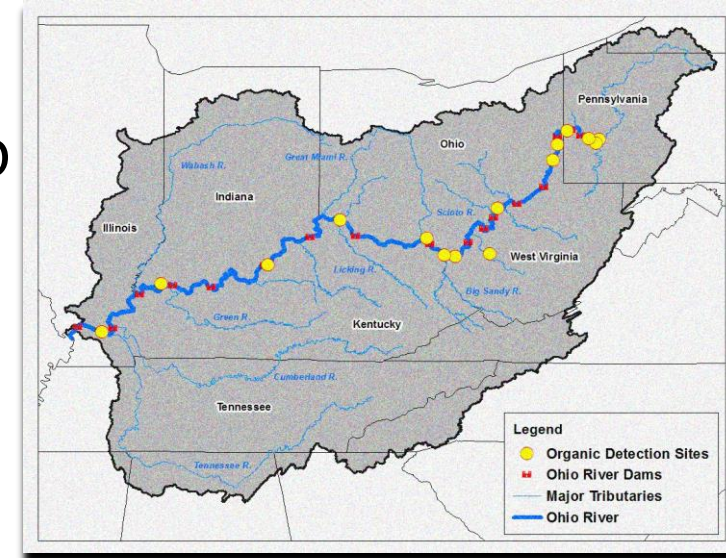 Pennsylvania
Ohio
Great Miami R.
Wabash R.
Indiana
Scioto R.
Illinois
West Virginia
Licking R.
Big Sandy R.
Green R.
Kentucky
Cumberland R.
Tennessee
Tennessee R.
Legend
Organic Detection Sites
Ohio River Dams
Major Tributaries
Ohio River